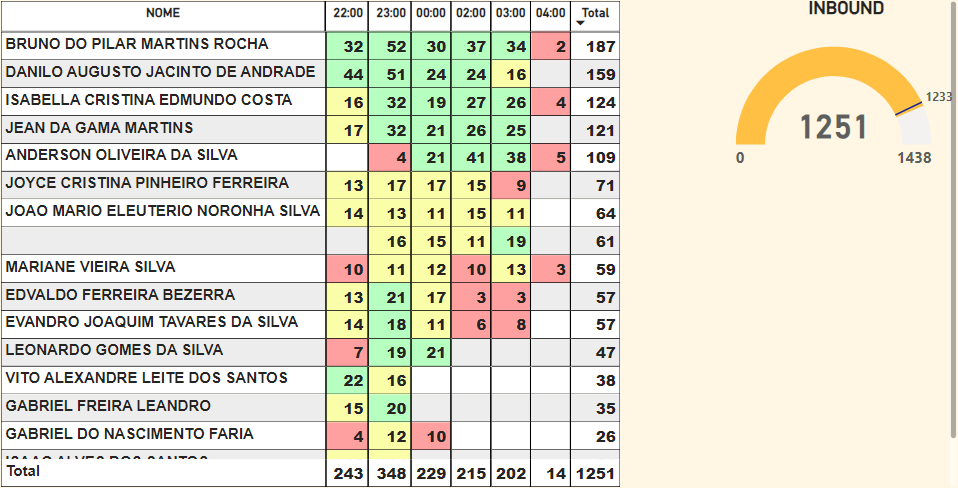 NOME 22:00 23:00 00:00 02:00 03:00 04:00 Total
BRUNO DO PILAR MARTINS ROCHA 32 52 30 37 34 2 187
DANILO AUGUSTO JACINTO DE ANDRADE 44 51 24 24 16 159
ISABELLA CRISTINA EDMUNDO COSTA 16 32 19 27 26 4 124
JEAN DA GAMA MARTINS 17 32 21 26 25 121
ANDERSON OLIVEIRA DA SILVA 4 21 41 38 5 109
JOYCE CRISTINA PINHEIRO FERREIRA 13 17 17 15 9 71
JOAO MARIO ELEUTERIO NORONHA SILVA 14 13 11 15 11 64
16 15 11 19 61
MARIANE VIEIRA SILVA 10 11 12 10 13 3 59
EDVALDO FERREIRA BEZERRA 13 21 17 3 3 57
EVANDRO JOAQUIM TAVARES DA SILVA 14 18 11 6 8 57
LEONARDO GOMES DA SILVA 7 19 21 47
VITO ALEXANDRE LEITE DOS SANTOS 22 16 38
GABRIEL FREIRA LEANDRO 15 20 35
GABRIEL DO NASCIMENTO FARIA 4 12 10 26
Total 243 348 229 215 202 14 1251
INBOUND
1233
1251
0 1438